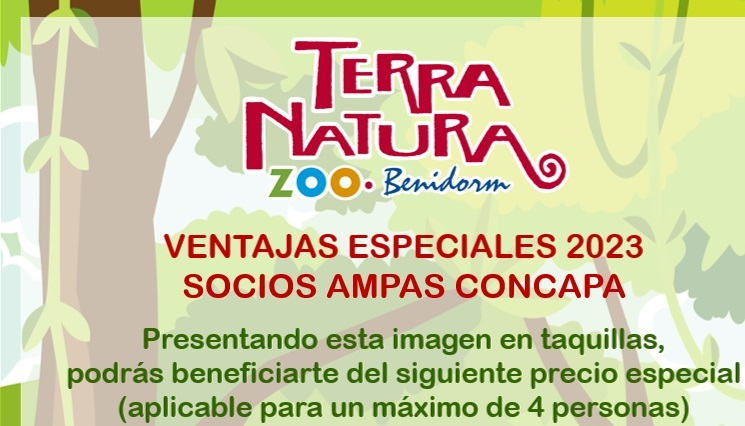 TERRA
NATURA
ZOO. Benidorm
VENTAJAS ESPECIALES 2023
SOCIOS AMPAS CONCAPA
Presentando esta imagen en taquillas,
podrás beneficiarte del siguiente precio especial
(aplicable para un máximo de 4 personas)